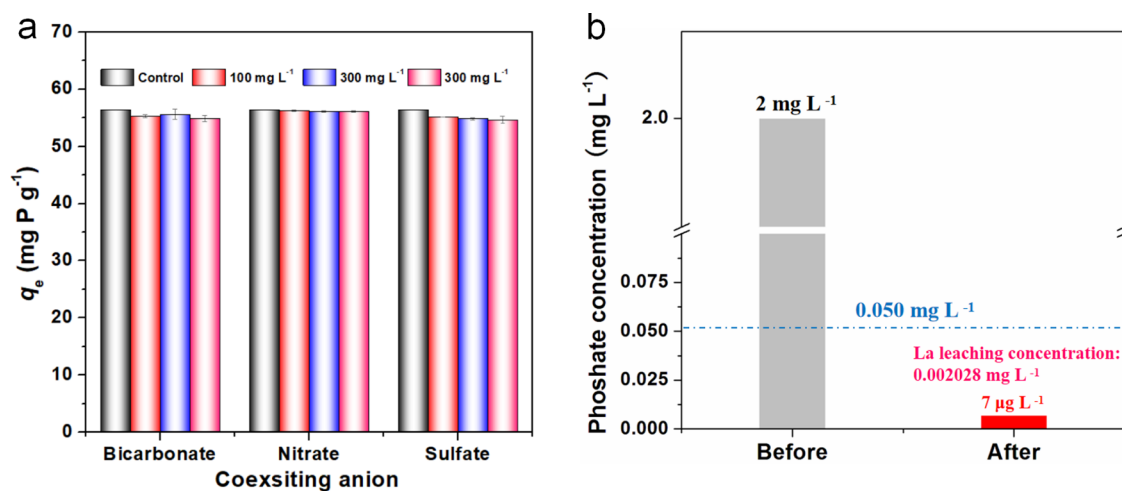 a
70
60
50
40
30
20
10
0
qe (mg P g-1)
Control 100 mg L-1 300 mg L-1 300 mg L-1
Bicarbonate Nitrate Sulfate
Coexsiting anion
b
Phoshate concentration (mg L-1)
2.0
0.075
0.050
0.025
0.000
2 mg L -1
0.050 mg L -1
La leaching concentration:
0.002028 mg L -1
7 μg L -1
Before After